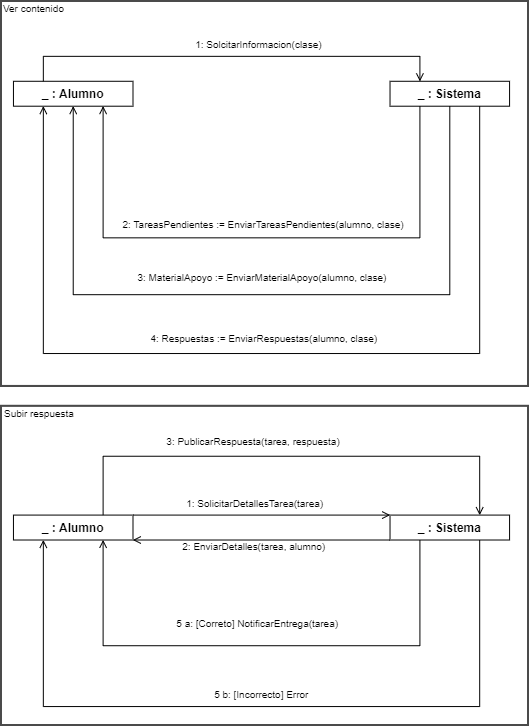 Ver contenido
1: SolcitarInformacion(clase)
_ : Alumno
_ : Sistema
2: TareasPendientes := EnviarTareasPendientes(alumno, clase)
3: MaterialApoyo := EnviarMaterialApoyo(alumno, clase)
4: Respuestas := EnviarRespuestas(alumno, clase)
Subir respuesta
3: PublicarRespuesta(tarea, respuesta)
1: SolicitarDetallesTarea(tarea)
_ : Alumno
_ : Sistema
2: EnviarDetalles(tarea, alumno)
5 a: [Correto] NotificarEntrega(tarea)
5 b: [Incorrecto] Error